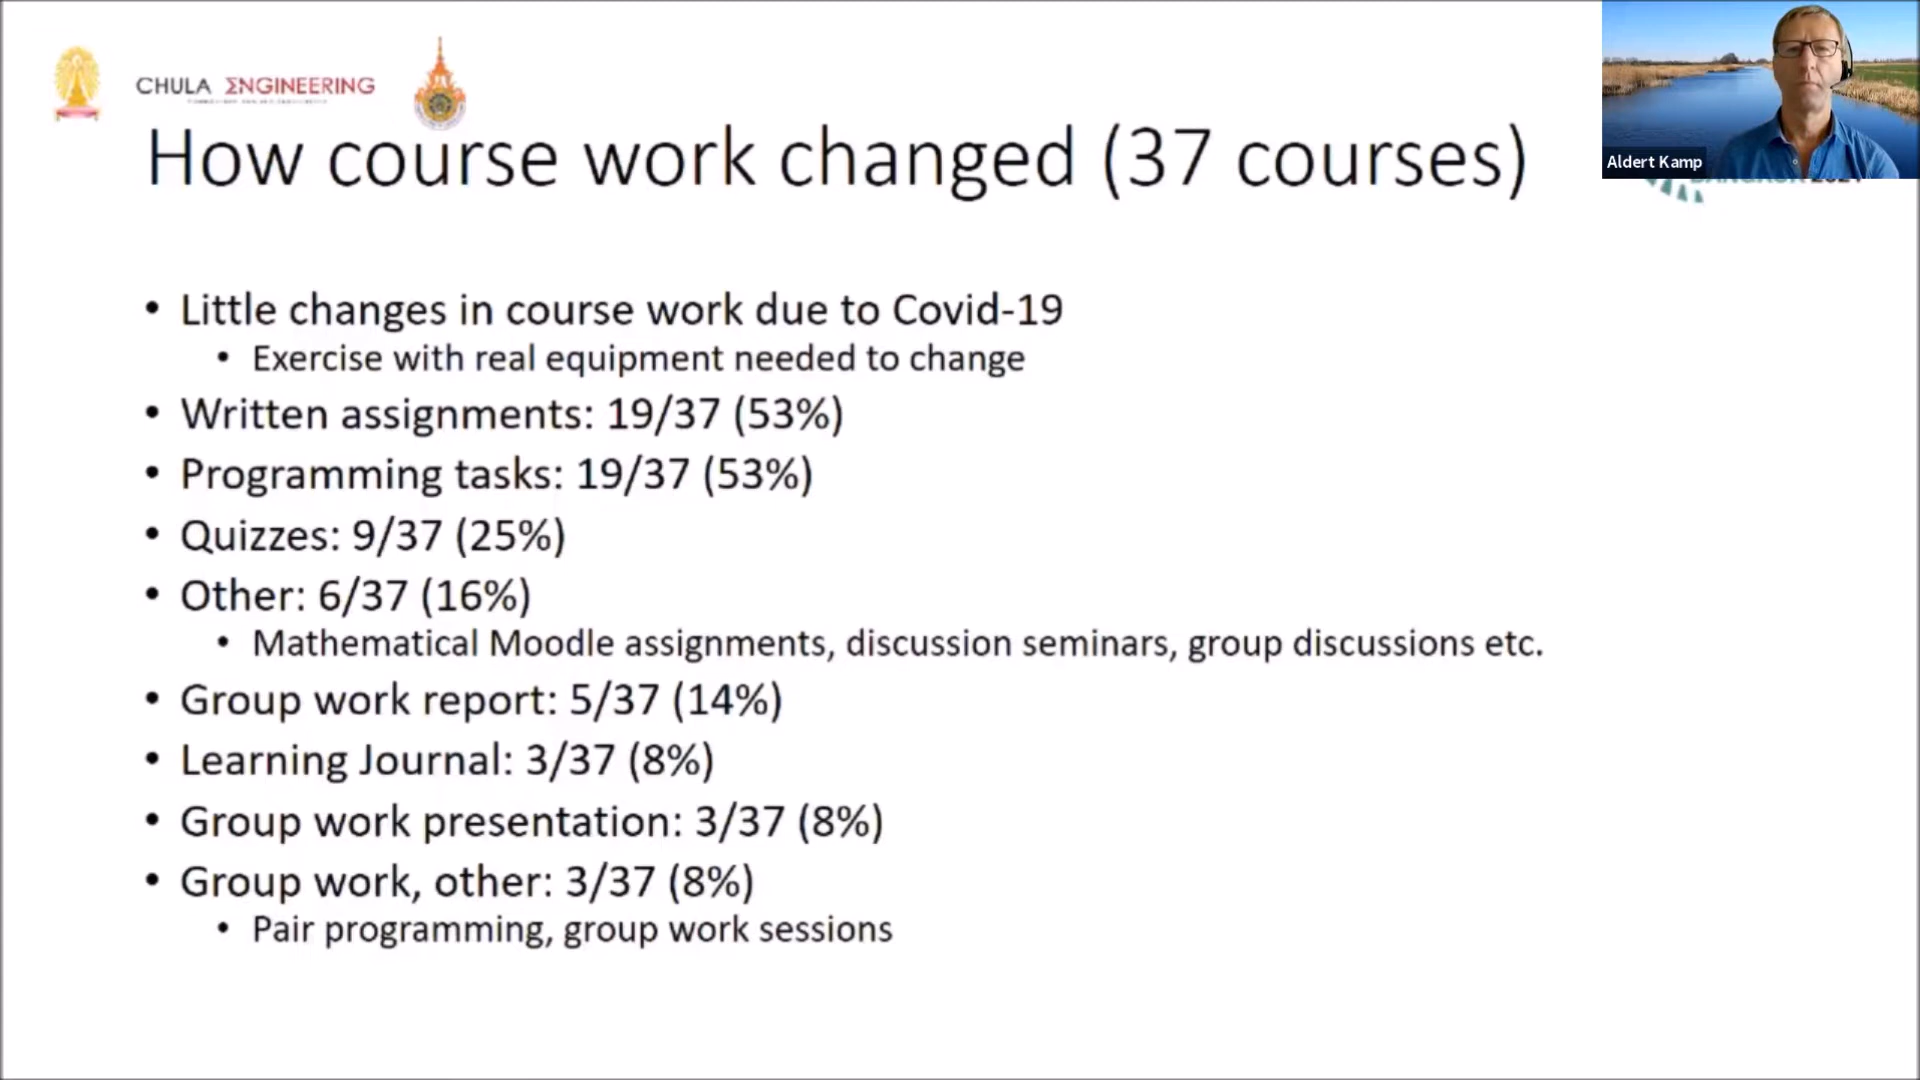 CHULA ΣNGINEERING
Aldert Kamp
How course work changed (37 courses)
• Little changes in course work due to Covid-19
• Exercise with real equipment needed to change
• Written assignments: 19/37 (53%)
• Programming tasks: 19/37 (53%)
• Quizzes: 9/37 (25%)
• Other: 6/37 (16%)
• Mathematical Moodle assignments, discussion seminars, group discussions etc.
• Group work report: 5/37 (14%)
• Learning Journal: 3/37 (8%)
• Group work presentation: 3/37 (8%)
• Group work, other: 3/37 (8%)
• Pair programming, group work sessions